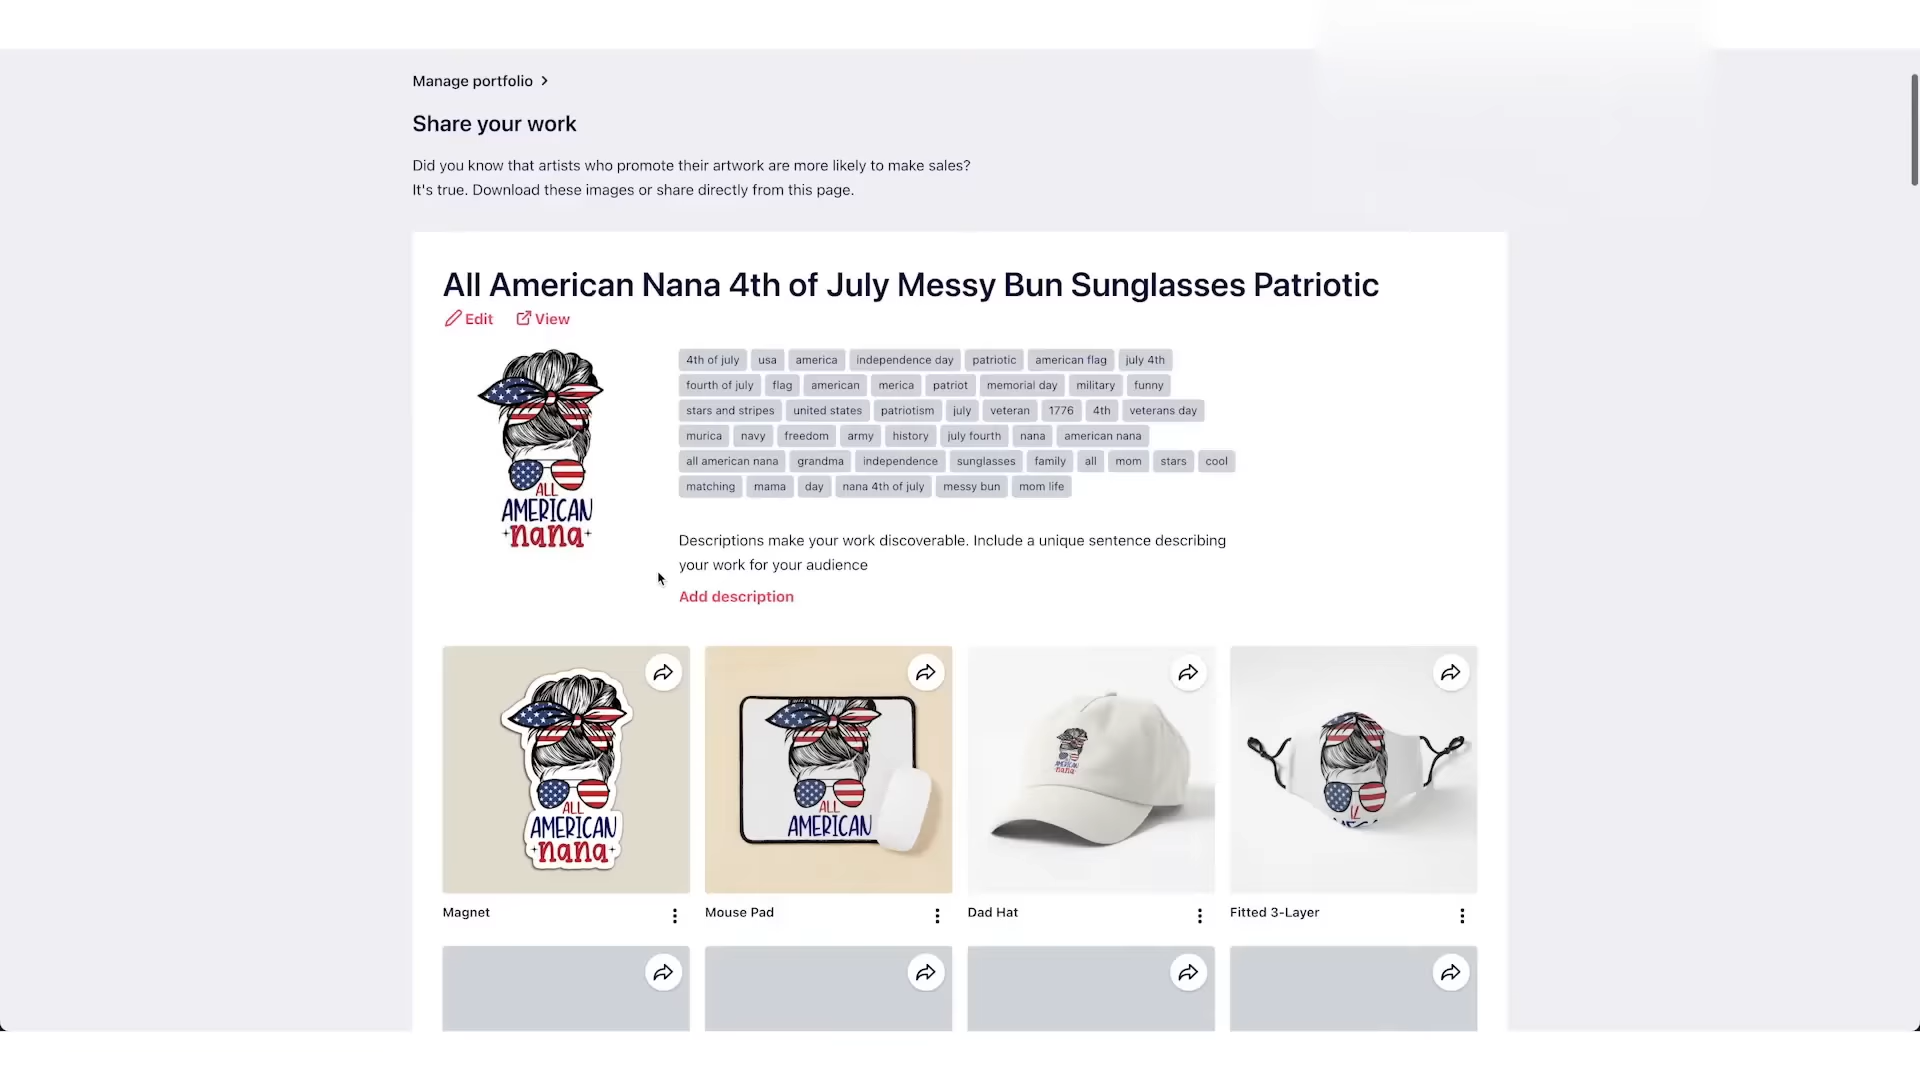 Manage portfolio
Share your work
Did you know that artists who promote their artwork are more likely to make sales?
It's true. Download these images or share directly from this page.
All American Nana 4th of July Messy Bun Sunglasses Patriotic
Edit View
4th of july usa america independence day patriotic american flag july 4th
fourth of july flag american merica patriot memorial day military funny
stars and stripes united states patriotism july veteran 1776 4th veterans day
murica navy freedom army history july fourth nana american nana
all american nana grandma independence sunglasses family all mom stars cool
matching mama day nana 4th of july messy bun mom life
ALL
AMERICAN
nana
Descriptions make your work discoverable. Include a unique sentence describing
your work for your audience
Add description
ALL
AMERICAN
nana
ALL
AMERICAN
ALL
AMERICAN
nana
Magnet
Mouse Pad
Dad Hat
Fitted 3-Layer